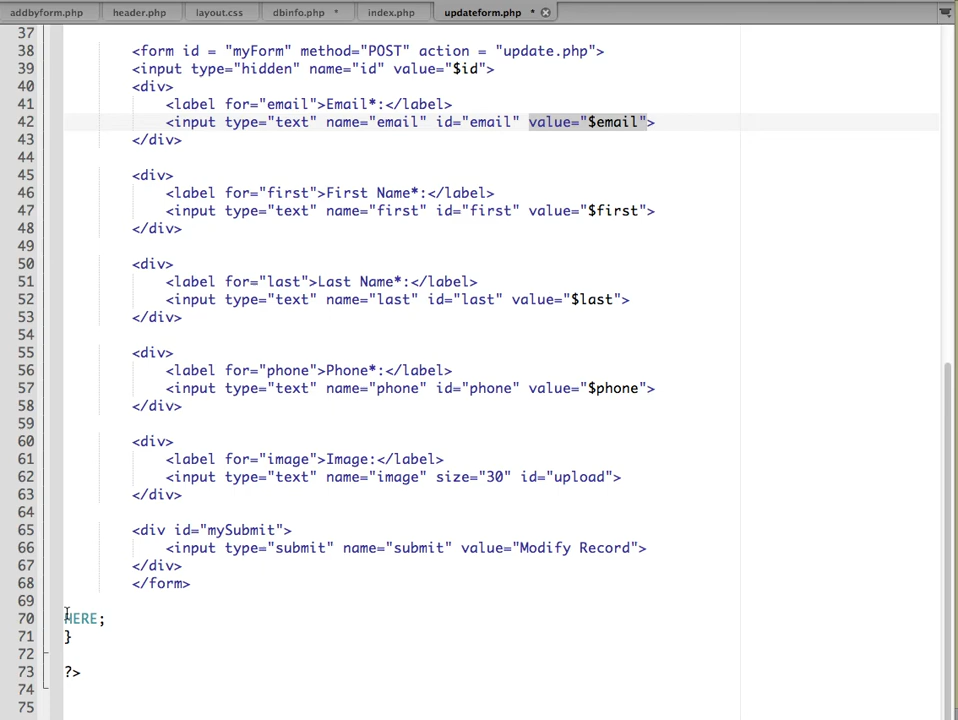 addbyform.php header.php layout.css dbinfo.php * index.php updateform.php *
37
38 <form id = "myForm" method="POST" action = "update.php">
39 <input type="hidden" name="id" value="$id">
40 <div>
41 <label for="email">Email*:</label>
42 <input type="text" name="email" id="email" value="$email">
43 </div>
44
45 <div>
46 <label for="first">First Name*:</label>
47 <input type="text" name="first" id="first" value="$first">
48 </div>
49
50 <div>
51 <label for="last">Last Name*:</label>
52 <input type="text" name="last" id="last" value="$last">
53 </div>
54
55 <div>
56 <label for="phone">Phone*:</label>
57 <input type="text" name="phone" id="phone" value="$phone">
58 </div>
59
60 <div>
61 <label for="image">Image:</label>
62 <input type="text" name="image" size="30" id="upload">
63 </div>
64
65 <div id="mySubmit">
66 <input type="submit" name="submit" value="Modify Record">
67 </div>
68 </form>
69
70 HERE;
71 }
72
73 ?>
74
75